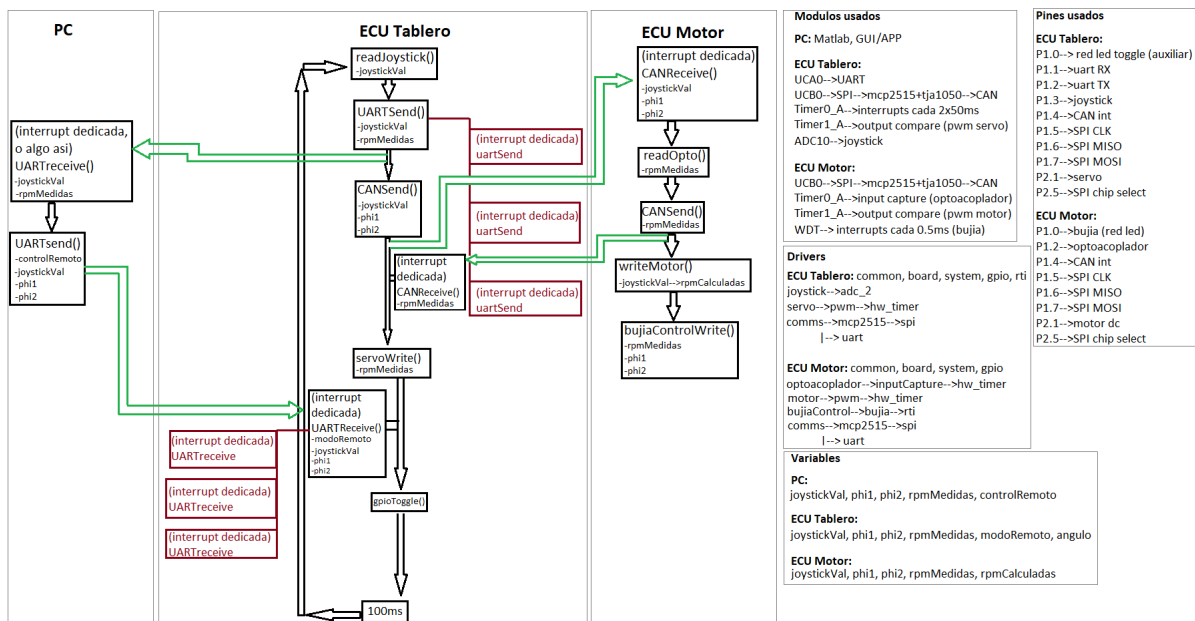 PC
(interrupt dedicada,
o algo asi)
UARTreceive()
-joystickVal
-rpmMedidas
UARTsend()
-controlRemoto
-joystickVal
-phi1
-phi2
ECU Tablero
readJoystick()
-joystickVal
UARTSend()
-joystickVal
-rpmMedidas
(interrupt dedicada)
uartSend
CANSend()
-joystickVal
-phi1
-phi2
(interrupt dedicada)
uartSend
(interrupt
dedicada)
CANReceive()
-rpmMedidas
(interrupt dedicada)
uartSend
servoWrite()
-rpmMedidas
(interrupt
dedicada)
UARTReceive()
-modoRemoto
-joystickVal
-phi1
-phi2
(interrupt dedicada)
UARTreceive
(interrupt dedicada)
UARTreceive
(interrupt dedicada)
UARTreceive
gpioToggle()
100ms
ECU Motor
(interrupt dedicada)
CANReceive()
-joystickVal
-phi1
-phi2
readOpto()
-rpmMedidas
CANSend()
-rpmMedidas
writeMotor()
-joystickVal-->rpmCalculadas
bujiaControlWrite()
-rpmMedidas
-phi1
-phi2
Modulos usados
PC: Matlab, GUI/APP
ECU Tablero:
UCA0-->UART
UCB0-->SPI-->mcp2515+tja1050-->CAN
Timer0_A-->interrupts cada 2x50ms
Timer1_A-->output compare (pwm servo)
ADC10-->joystick
ECU Motor:
UCB0-->SPI-->mcp2515+tja1050-->CAN
Timer0_A-->input capture (optoacoplador)
Timer1_A-->output compare (pwm motor)
WDT--> interrupts cada 0.5ms (bujia)
Drivers
ECU Tablero: common, board, system, gpio, rti
joystick-->adc_2
servo-->pwm-->hw_timer
comms-->mcp2515-->spi
|--> uart
ECU Motor: common, board, system, gpio
optoacoplador-->inputCapture-->hw_timer
motor-->pwm-->hw_timer
bujiaControl-->bujia-->rti
comms-->mcp2515-->spi
|--> uart
Variables
PC:
joystickVal, phi1, phi2, rpmMedidas, controlRemoto
ECU Tablero:
joystickVal, phi1, phi2, rpmMedidas, modoRemoto, angulo
ECU Motor:
joystickVal, phi1, phi2, rpmMedidas, rpmCalculadas
Pines usados
ECU Tablero:
P1.0--> red led toggle (auxiliar)
P1.1-->uart RX
P1.2-->uart TX
P1.3-->joystick
P1.4-->CAN int
P1.5-->SPI CLK
P1.6-->SPI MISO
P1.7-->SPI MOSI
P2.1-->servo
P2.5-->SPI chip select
ECU Motor:
P1.0-->bujia (red led)
P1.2-->optoacoplador
P1.4-->CAN int
P1.5-->SPI CLK
P1.6-->SPI MISO
P1.7-->SPI MOSI
P2.1-->motor dc
P2.5-->SPI chip select